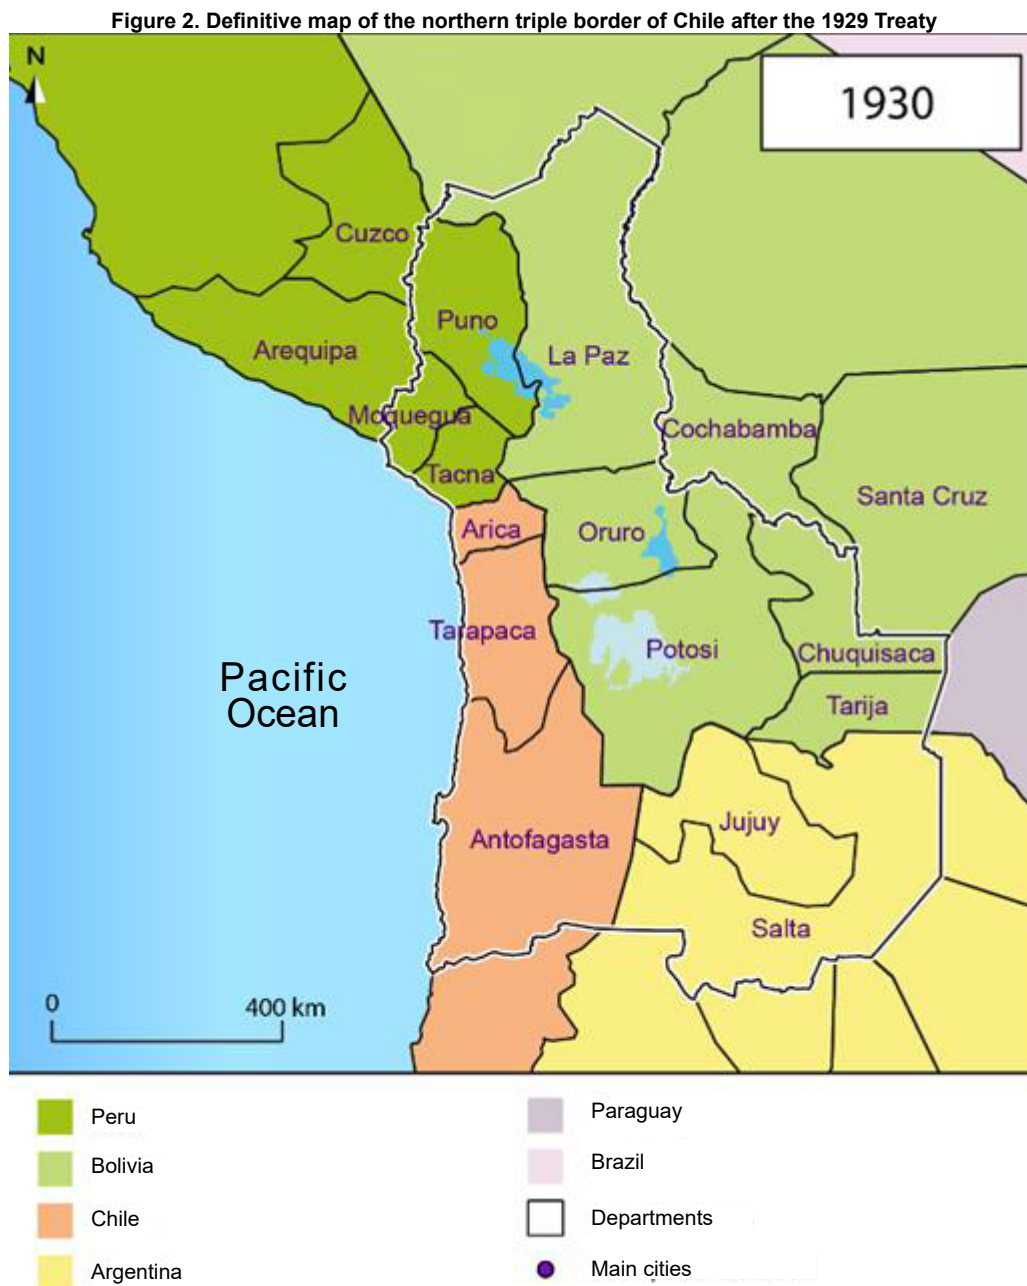 Figure 2. Definitive map of the northern triple border of Chile after the 1929 Treaty
N
1930
Cuzco
Puno
Arequipa
La Paz
Moquegua
Cochabamba
Tacna
Santa Cruz
Arica
Oruro
Tarapaca
Potosi
Chuquisaca
Pacific
Ocean
Tarija
Jujuy
Antofagasta
Salta
0
400 km
Peru
Paraguay
Bolivia
Brazil
Chile
Departments
Argentina
Main cities